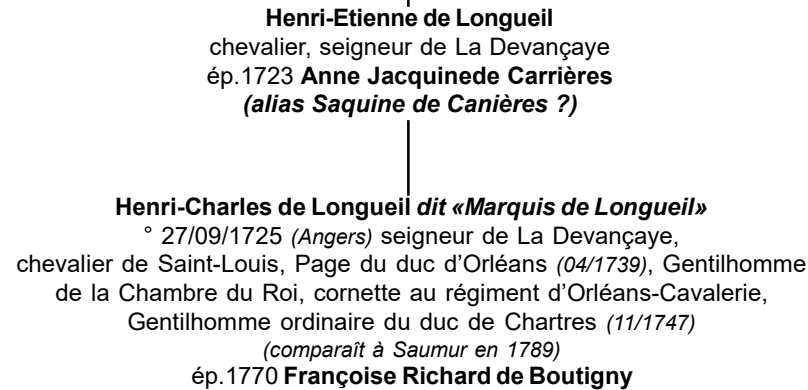 Henri-Etienne de Longueil
chevalier, seigneur de La Devançaye
ép.1723 Anne Jacquinede Carrières
(alias Saquine de Canières ?)
Henri-Charles de Longueil dit «Marquis de Longueil»
° 27/09/1725 (Angers) seigneur de La Devançaye,
chevalier de Saint-Louis, Page du duc d’Orléans (04/1739), Gentilhomme
de la Chambre du Roi, cornette au régiment d’Orléans-Cavalerie,
Gentilhomme ordinaire du duc de Chartres (11/1747)
(comparaît à Saumur en 1789)
ép.1770 Françoise Richard de Boutigny